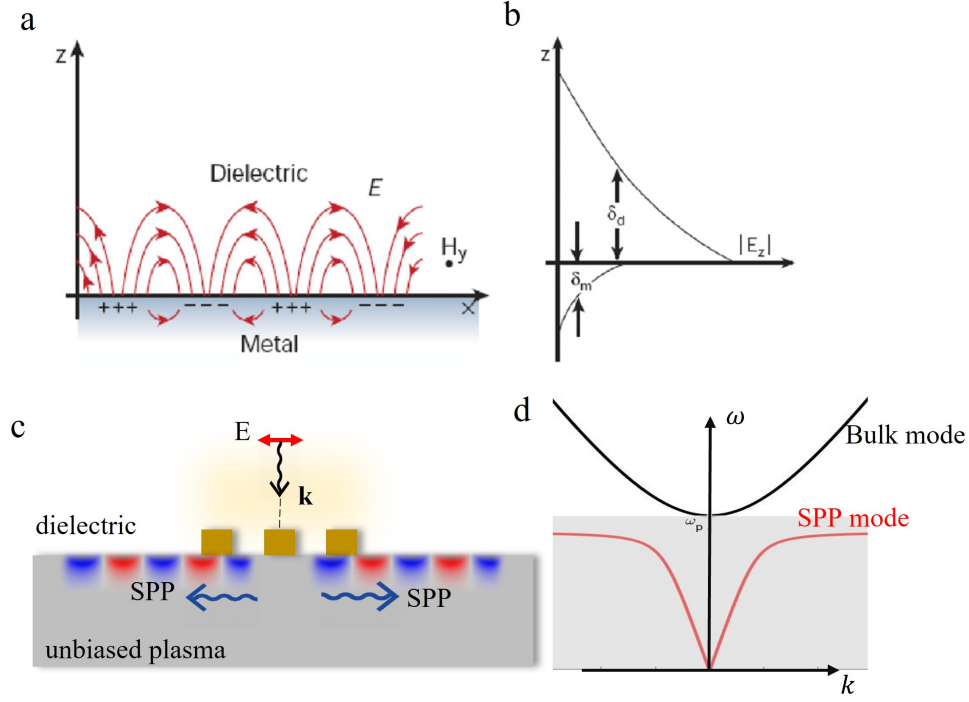 a
z
Dielectric
E
Hy
+++
− − −
+++
− − −
x
Metal
b
z
δd
|Ez|
δm
c
E
k
dielectric
SPP
SPP
unbiased plasma
d
ω
Bulk mode
ωp
SPP mode
k